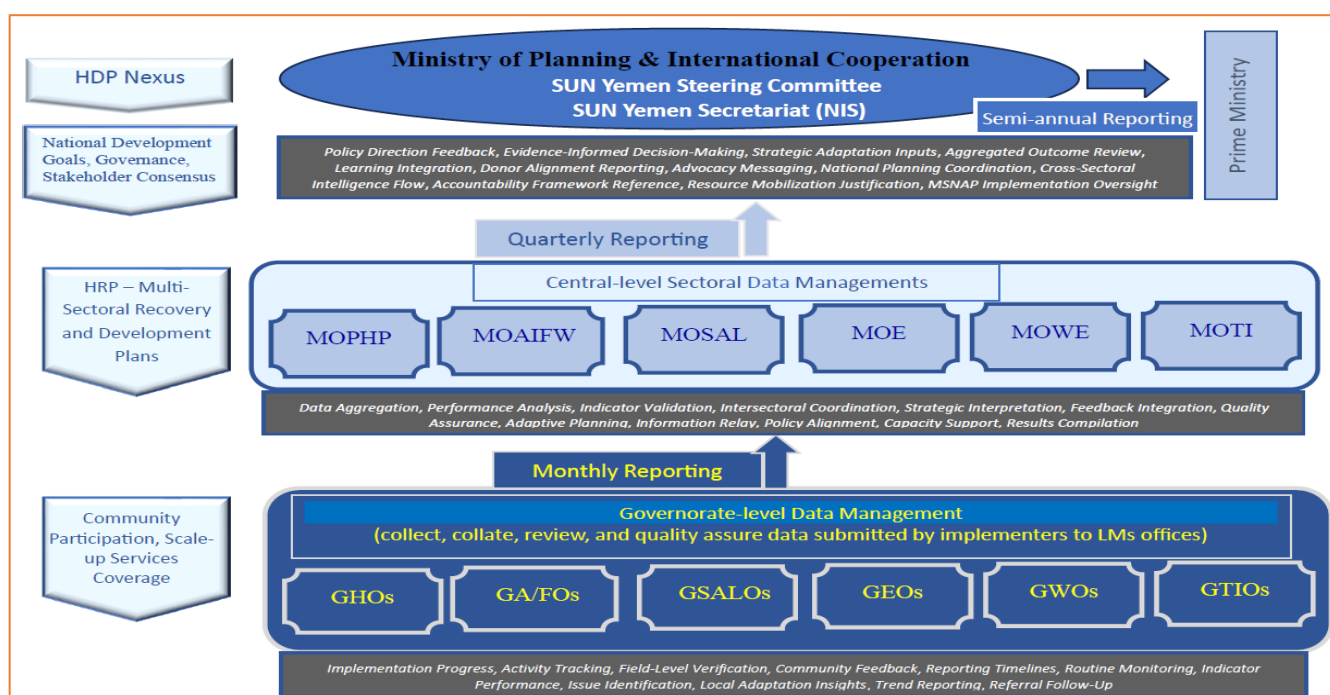 HDP Nexus
Ministry of Planning & International Cooperation
SUN Yemen Steering Committee
SUN Yemen Secretariat (NIS)
Semi-annual Reporting
Prime Ministry
National Development
Goals, Governance,
Stakeholder Consensus
Policy Direction Feedback, Evidence-Informed Decision-Making, Strategic Adaptation Inputs, Aggregated Outcome Review,
Learning Integration, Donor Alignment Reporting, Advocacy Messaging, National Planning Coordination, Cross-Sectoral
Intelligence Flow, Accountability Framework Reference, Resource Mobilization Justification, MSNAP Implementation Oversight
Quarterly Reporting
HRP – Multi-
Sectoral Recovery
and Development
Plans
Central-level Sectoral Data Managements
MOPHP
MOAIFW
MOSAL
MOE
MOWE
MOTI
Data Aggregation, Performance Analysis, Indicator Validation, Intersectoral Coordination, Strategic Interpretation, Feedback Integration, Quality
Assurance, Adaptive Planning, Information Relay, Policy Alignment, Capacity Support, Results Compilation
Monthly Reporting
Community
Participation, Scale-
up Services
Coverage
Governorate-level Data Management
(collect, collate, review, and quality assure data submitted by implementers to LMs offices)
GHOs
GA/FOs
GSALOs
GEOs
GWOs
GTIOs
Implementation Progress, Activity Tracking, Field-Level Verification, Community Feedback, Reporting Timelines, Routine Monitoring, Indicator
Performance, Issue Identification, Local Adaptation Insights, Trend Reporting, Referral Follow-Up